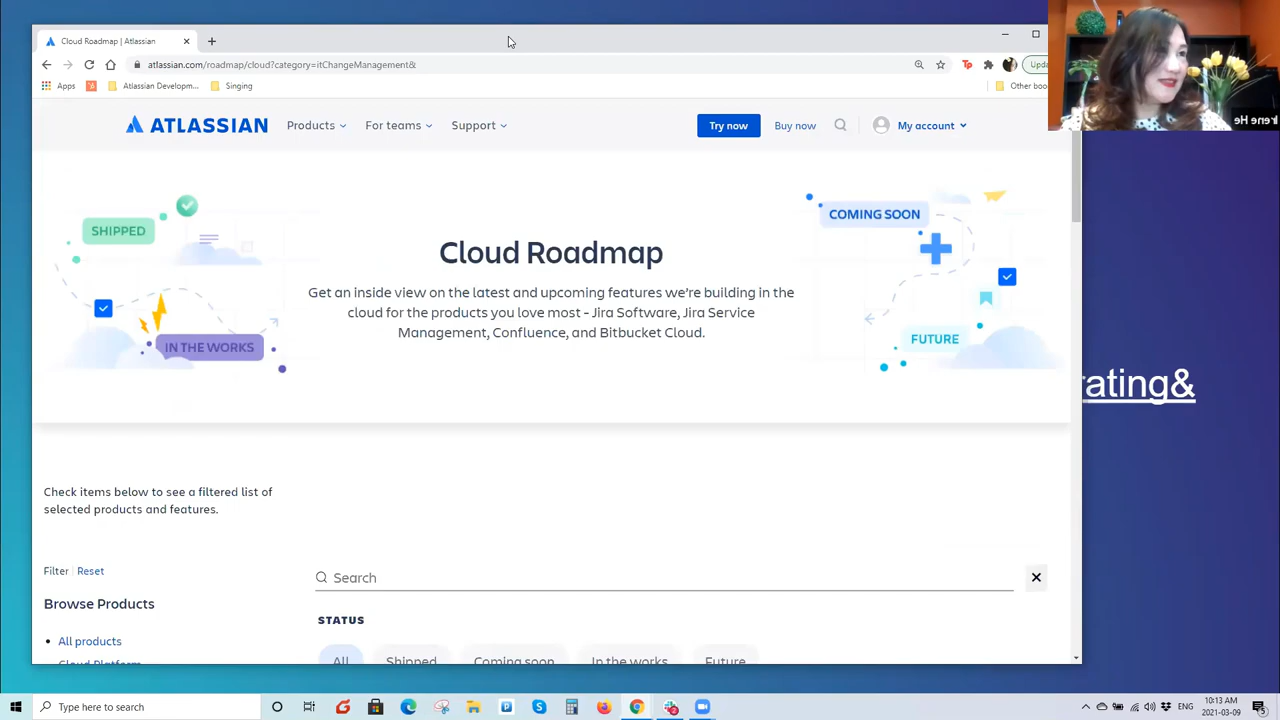 Cloud Roadmap | Atlassian
atlassian.com/roadmap/cloud?category=itChangeManagement&
Apps
Atlassian Developm...
Singing
Other boo
ATLASSIAN
Products
For teams
Support
Try now
Buy now
My account
Irene He
SHIPPED
IN THE WORKS
COMING SOON
FUTURE
Cloud Roadmap
Get an inside view on the latest and upcoming features we're building in the
cloud for the products you love most - Jira Software, Jira Service
Management, Confluence, and Bitbucket Cloud.
rating&
Check items below to see a filtered list of
selected products and features.
Filter | Reset
Browse Products
All products
Cloud Platform
Search
STATUS
All
Shipped
Coming soon
In the works
Future
Type here to search
ENG
10:13 AM
2021-03-09